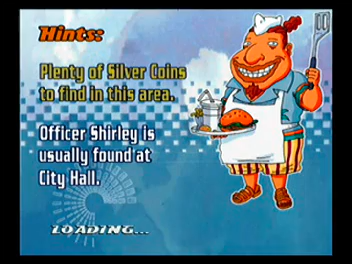 Hints:
Plenty of Silver Coins
to find in this area.
Officer Shirley is
usually found at
City Hall.
LOADING...